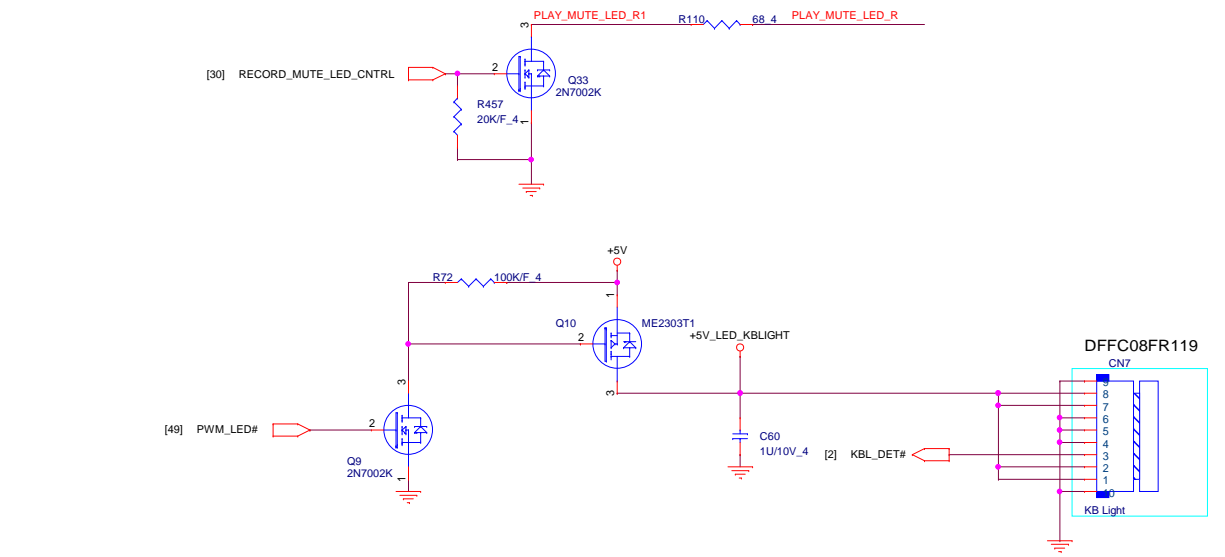 3
PLAY_MUTE_LED_R1
R110
68_4
PLAY_MUTE_LED_R
[30] RECORD_MUTE_LED_CNTRL
2
Q33
2N7002K
R457
20K/F_4
1
+5V
R72
100K/F_4
1
Q10
ME2303T1
2
+5V_LED_KBLIGHT
3
DFFC08FR119
CN7
3
[49] PWM_LED#
2
Q9
2N7002K
1
C60
1U/10V_4
[2] KBL_DET#
9
8
7
6
5
4
3
2
1
10
KB Light